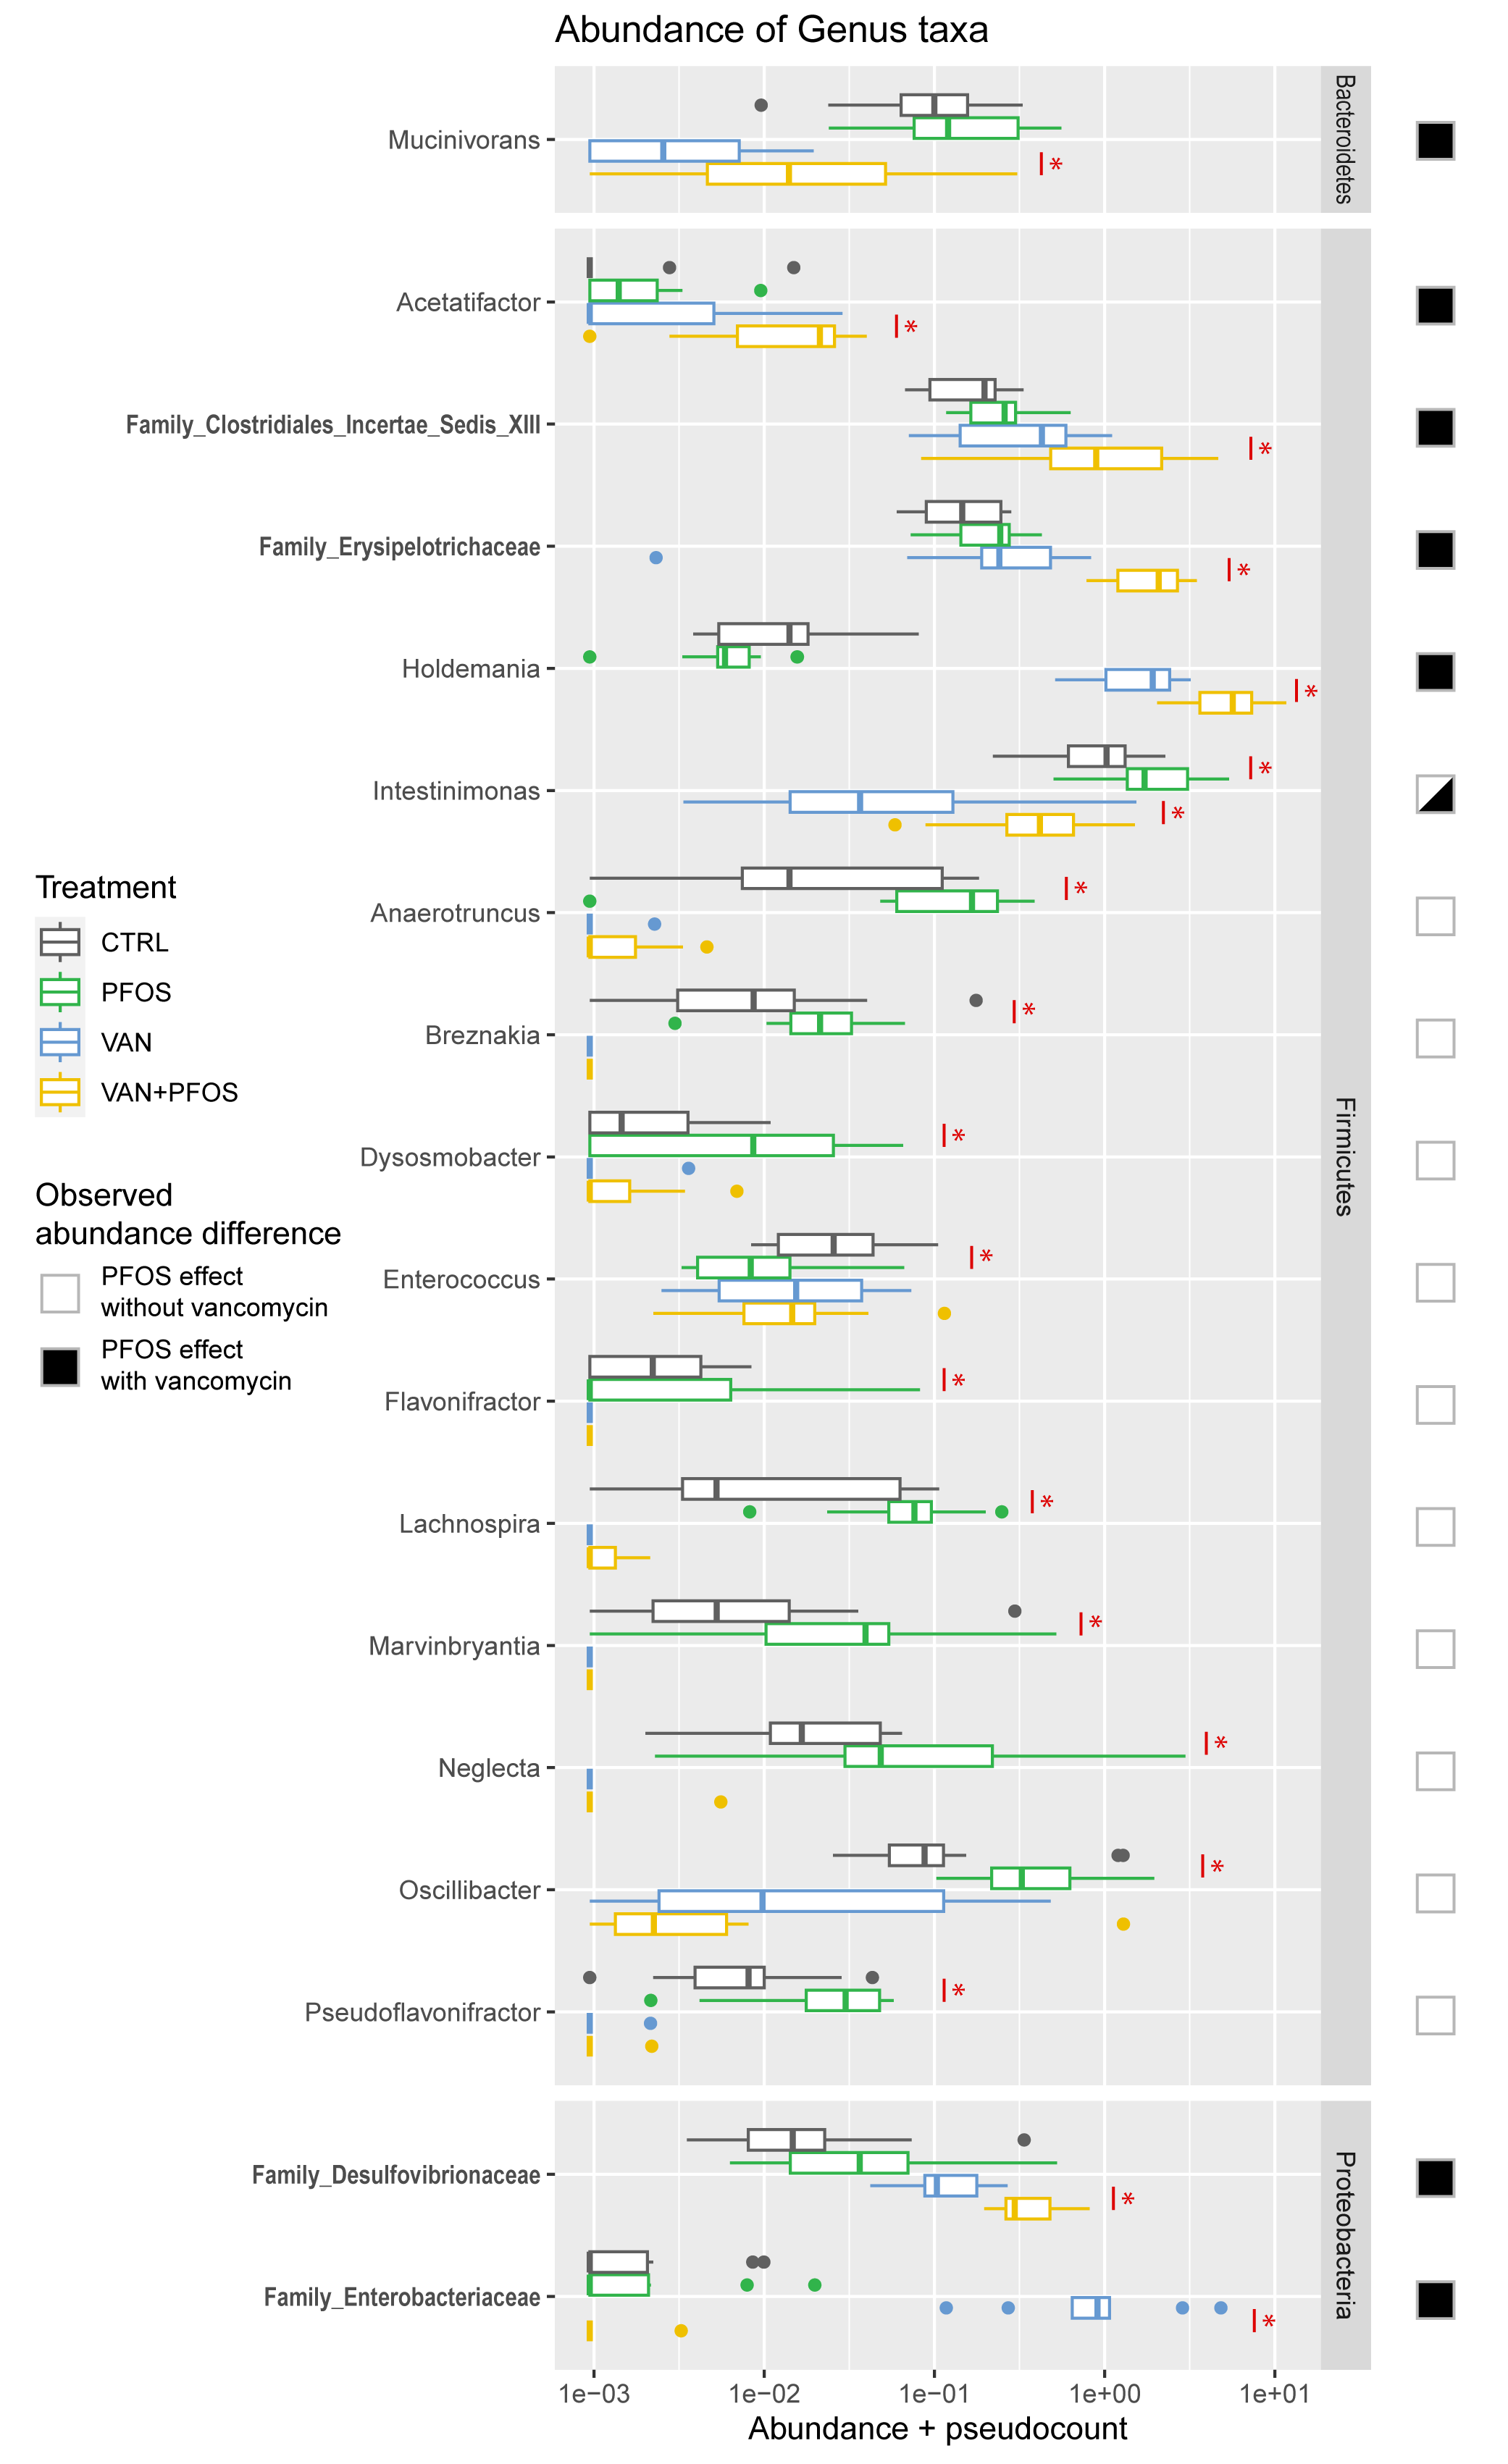 Abundance of Genus taxa
Bacteroidetes
Mucinivorans
*
Firmicutes
Acetatifactor
*
Family_Clostridiales_Incertae_Sedis_XIII
*
Family_Erysipelotrichaceae
*
Holdemania
*
Intestinimonas
*
*
Anaerotruncus
*
Breznakia
*
Dysosmobacter
*
Enterococcus
*
Flavonifractor
*
Lachnospira
*
Marvinbryantia
*
Neglecta
*
Oscillibacter
*
Pseudoflavonifractor
*
Proteobacteria
Family_Desulfovibrionaceae
*
Family_Enterobacteriaceae
*
1e−03 1e−02 1e−01 1e+00 1e+01
Abundance + pseudocount
Treatment
CTRL
PFOS
VAN
VAN+PFOS
Observed
abundance difference
PFOS effect
without vancomycin
PFOS effect
with vancomycin